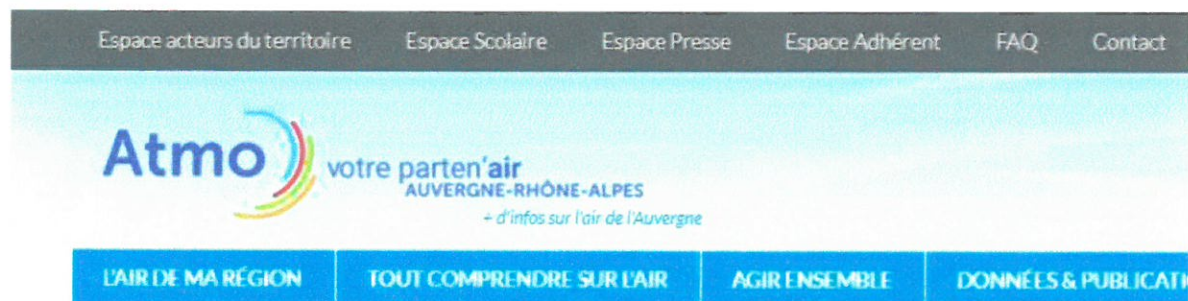 Espace acteurs du territoire Espace Scolaire Espace Presse Espace Adhérent FAQ Contact
Atmo
votre parten'air
AUVERGNE-RHÔNE-ALPES
+ d'infos sur l'air de l'Auvergne
L'AIR DE MA RÉGION TOUT COMPRENDRE SUR L'AIR AGIR ENSEMBLE DONNÉES &